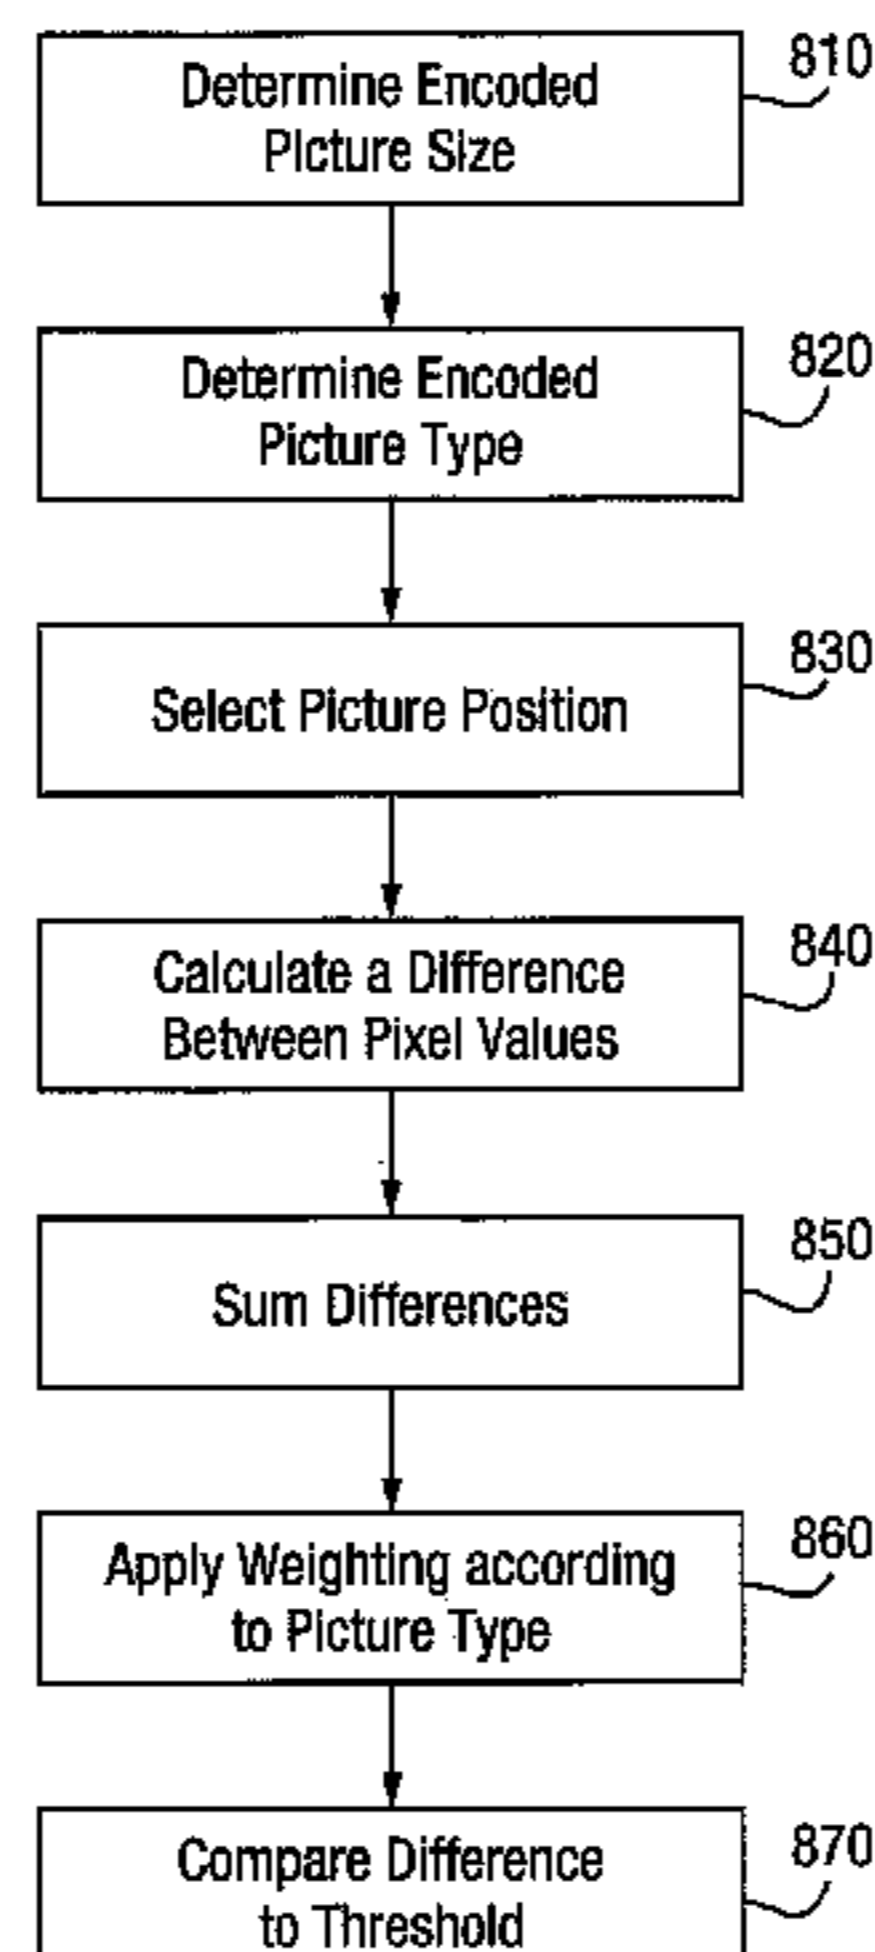 Determine Encoded
Picture Size
810
Determine Encoded
Picture Type
820
Select Picture Position
830
Calculate a Difference
Between Pixel Values
840
Sum Differences
850
Apply Weighting according
to Picture Type
860
Compare Difference
to Threshold
870